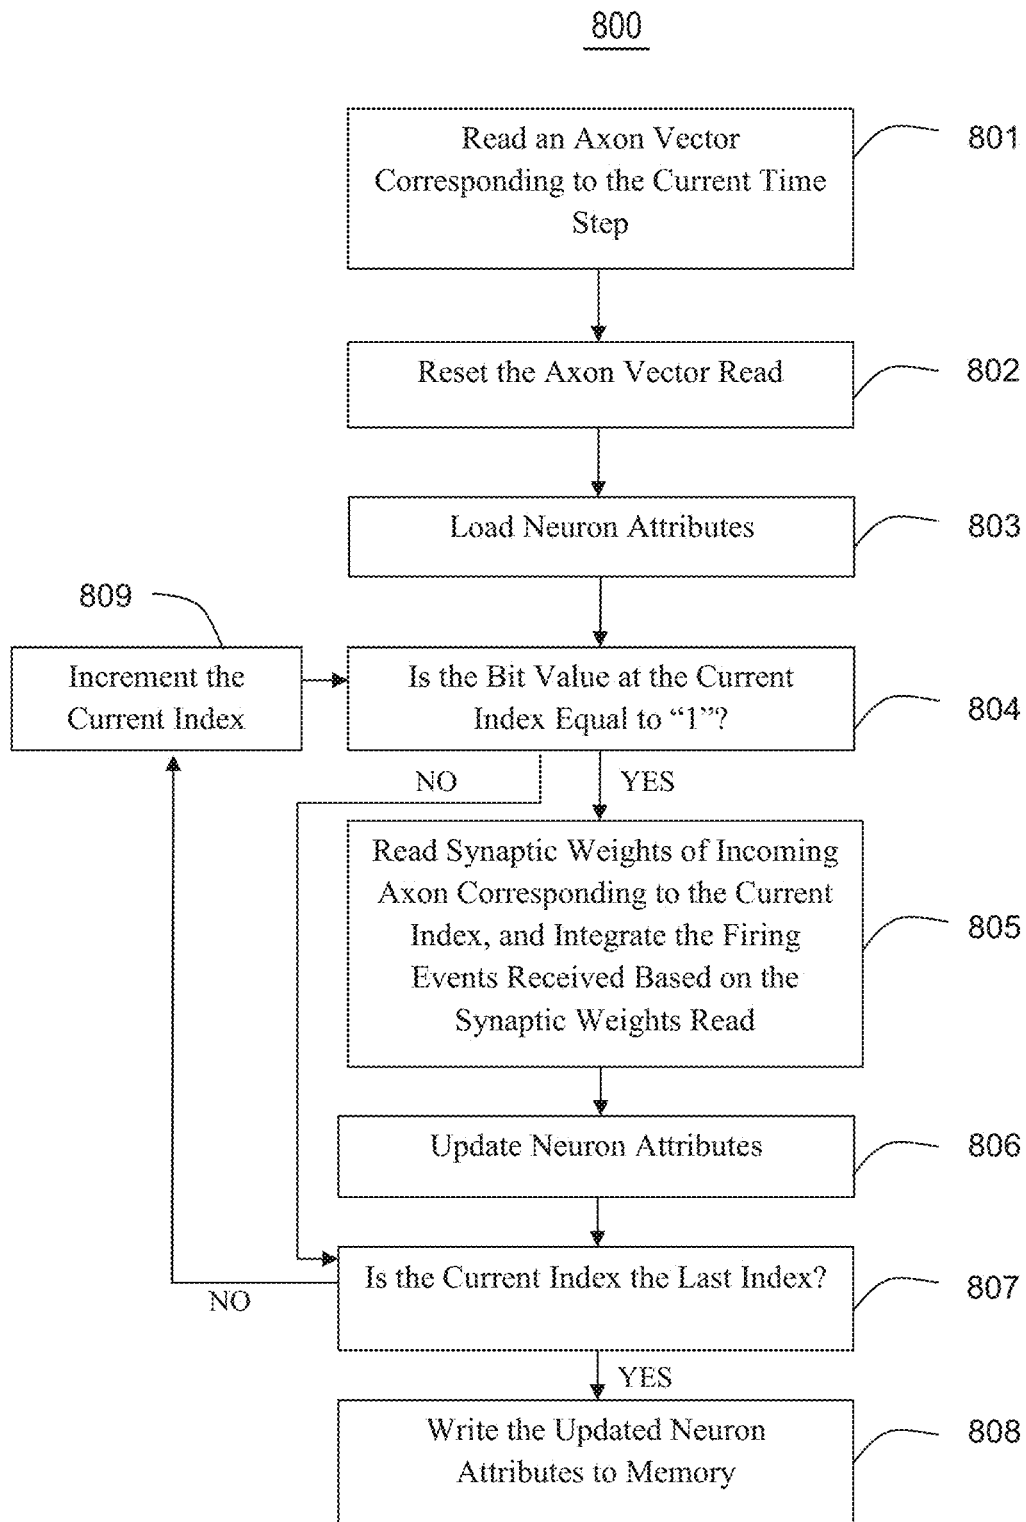 800
Read an Axon Vector
Corresponding to the Current Time
Step
801
Reset the Axon Vector Read
802
Load Neuron Attributes
803
809
Increment the
Current Index
Is the Bit Value at the Current
Index Equal to “1”?
804
NO
YES
Read Synaptic Weights of Incoming
Axon Corresponding to the Current
Index, and Integrate the Firing
Events Received Based on the
Synaptic Weights Read
805
Update Neuron Attributes
806
Is the Current Index the Last Index?
807
NO
YES
Write the Updated Neuron
Attributes to Memory
808